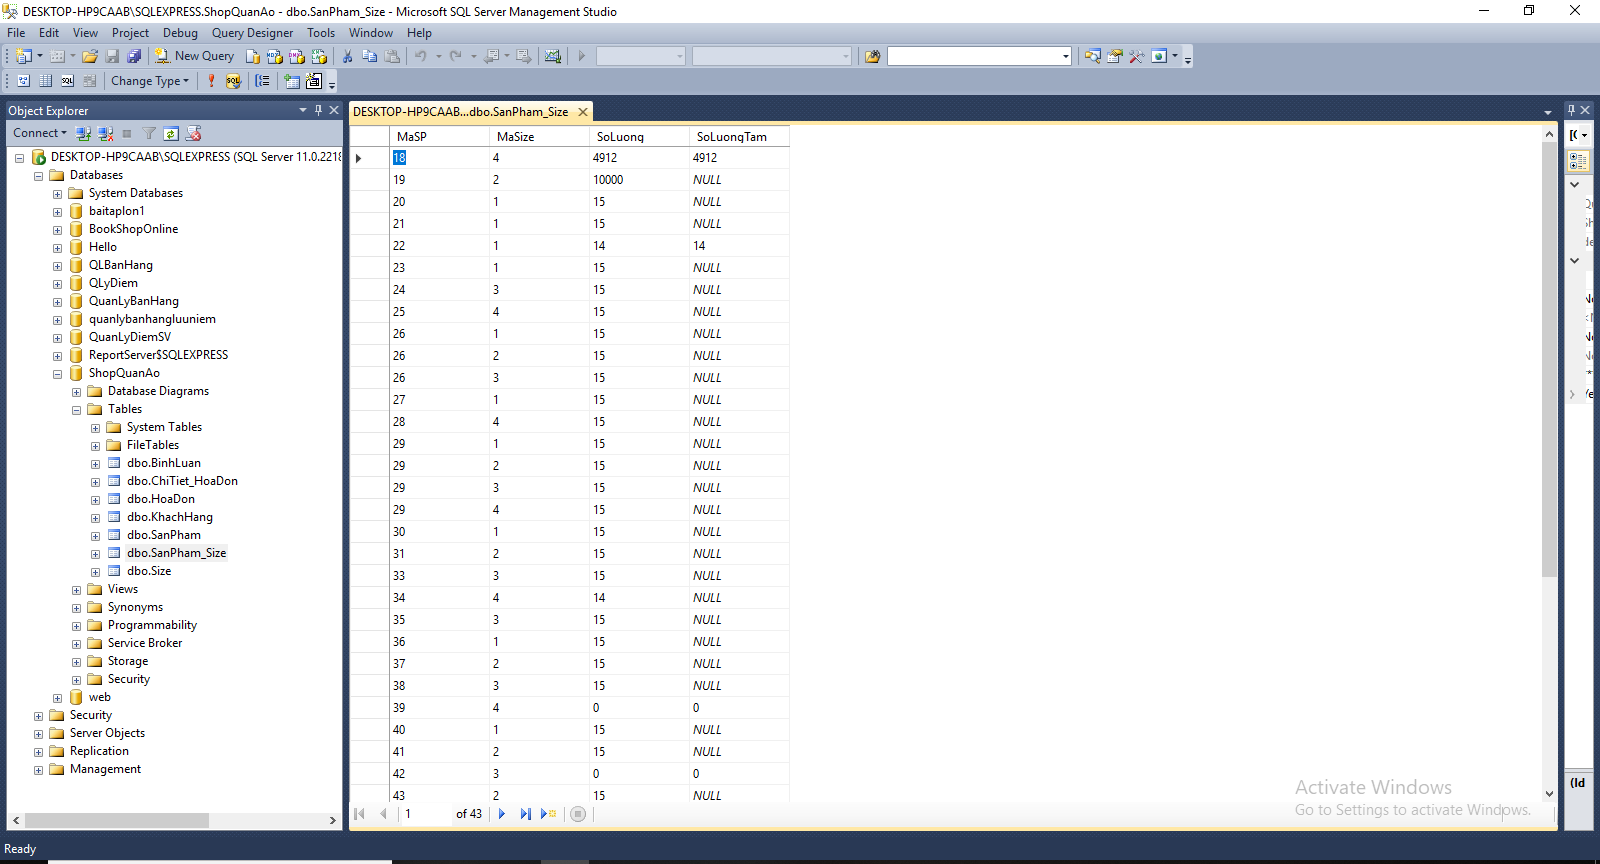 DESKTOP-HP9CAAB\SQLEXPRESS.ShopQuanAo - dbo.SanPham_Size - Microsoft SQL Server Management Studio
File Edit View Project Debug Query Designer Tools Window Help
New Query
Change Type
Object Explorer
Connect
DESKTOP-HP9CAAB\SQLEXPRESS (SQL Server 11.0.2218
Databases
System Databases
baitaplon1
BookShopOnline
Hello
QLBanHang
QLyDiem
QuanLyBanHang
quanlybanhangluuniem
QuanLyDiemSV
ReportServer$SQLEXPRESS
ShopQuanAo
Database Diagrams
Tables
System Tables
FileTables
dbo.BinhLuan
dbo.ChiTiet_HoaDon
dbo.HoaDon
dbo.KhachHang
dbo.SanPham
dbo.SanPham_Size
dbo.Size
Views
Synonyms
Programmability
Service Broker
Storage
Security
web
Security
Server Objects
Replication
Management
DESKTOP-HP9CAAB...dbo.SanPham_Size
MaSP MaSize SoLuong SoLuongTam
18 4 4912 4912
19 2 10000 NULL
20 1 15 NULL
21 1 15 NULL
22 1 14 14
23 1 15 NULL
24 3 15 NULL
25 4 15 NULL
26 1 15 NULL
26 2 15 NULL
26 3 15 NULL
27 1 15 NULL
28 4 15 NULL
29 1 15 NULL
29 2 15 NULL
29 3 15 NULL
29 4 15 NULL
30 1 15 NULL
31 2 15 NULL
33 3 15 NULL
34 4 14 NULL
35 3 15 NULL
36 1 15 NULL
37 2 15 NULL
38 3 15 NULL
39 4 0 0
40 1 15 NULL
41 2 15 NULL
42 3 0 0
43 2 15 NULL
1 of 43
(Id
Activate Windows
Go to Settings to activate Windows.
Ready